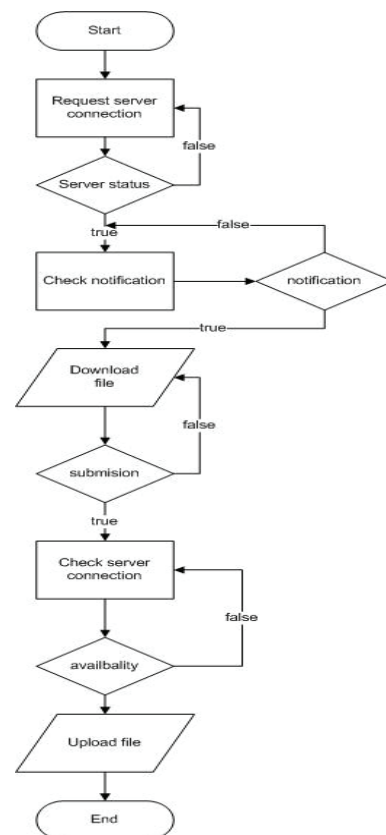 Start
Request server
connection
false
Server status
true
false
Check notification
notification
true
Download
file
false
submision
true
Check server
connection
false
availbality
Upload file
End